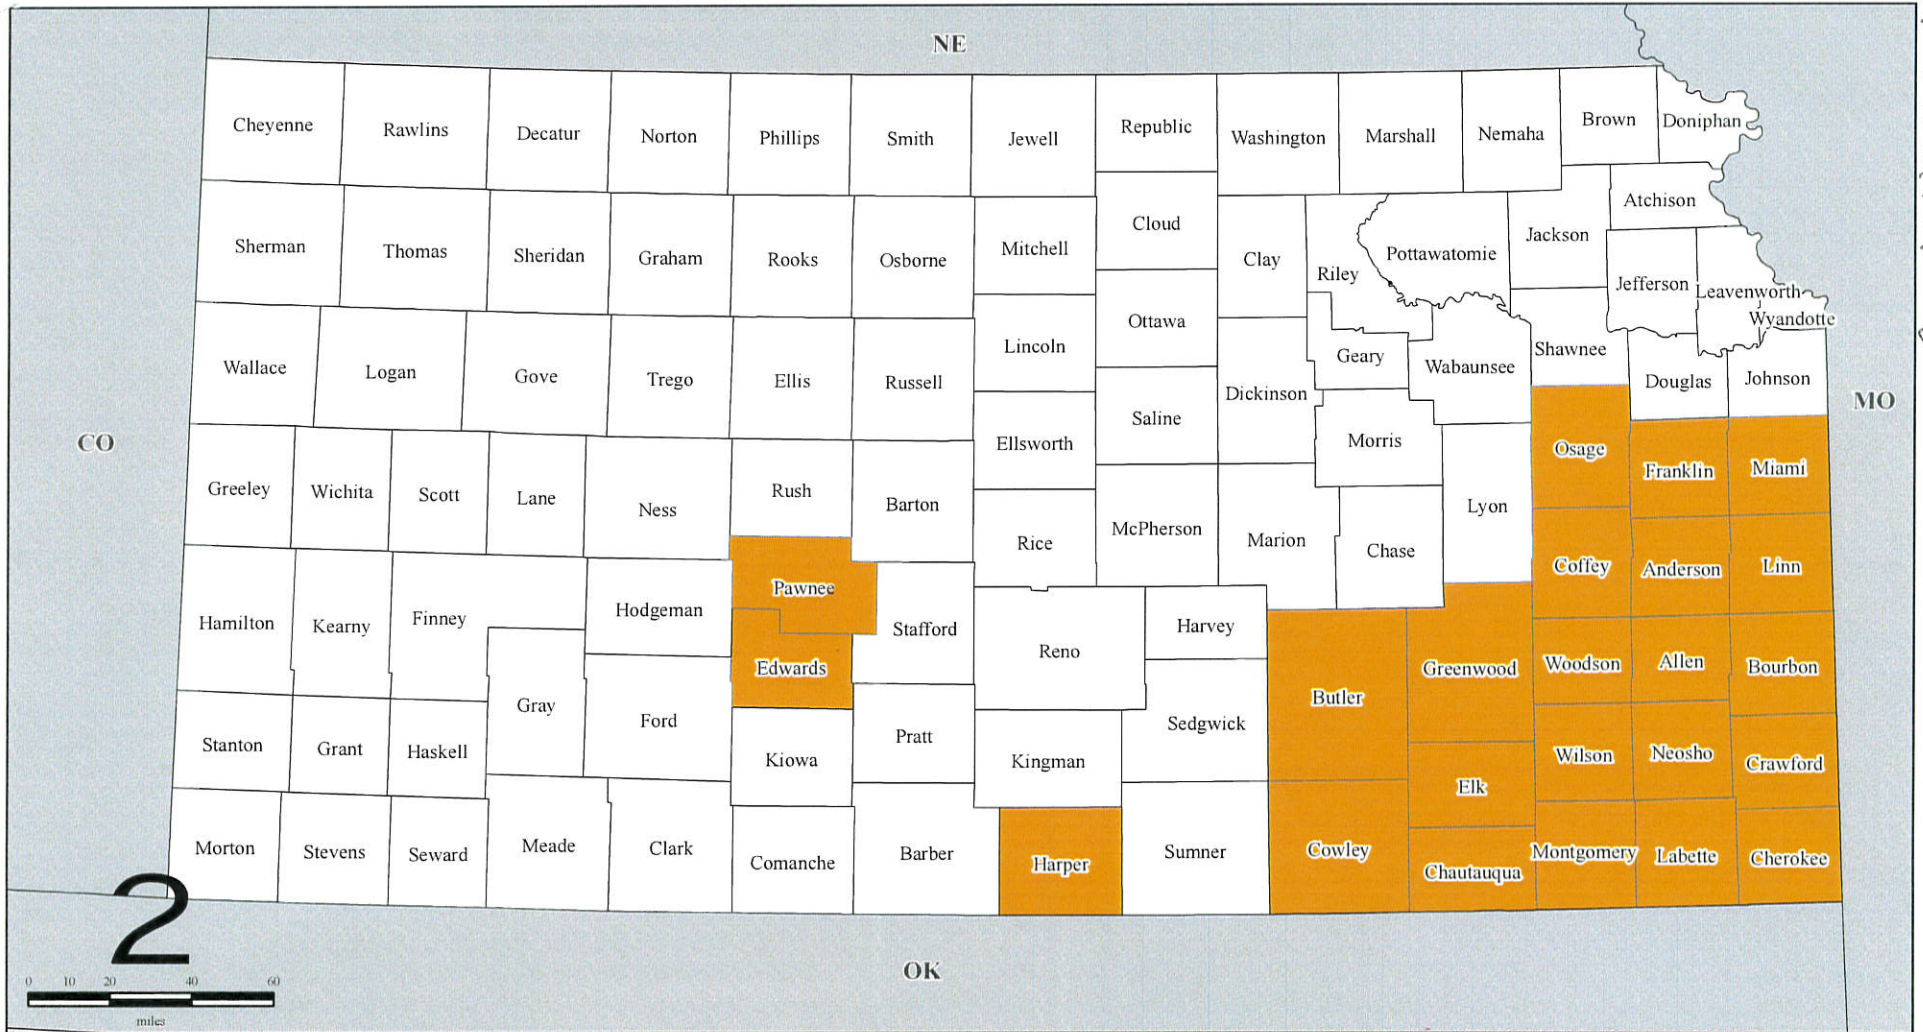 NE
Cheyenne Rawlins Decatur Norton Phillips Smith Jewell Republic Washington Marshall Nemaha Brown Doniphan
Sherman Thomas Sheridan Graham Rooks Osborne Mitchell Cloud Clay Riley Pottawatomie Jackson Atchison
Jefferson Leavenworth
Wyandotte
Wallace Logan Gove Trego Ellis Russell Lincoln Ottawa Dickinson Geary Wabaunsee Shawnee Douglas Johnson
CO
MO
Greeley Wichita Scott Lane Ness Rush Barton Ellsworth Saline Morris Osage Franklin Miami
Rice McPherson Marion Chase Lyon
Hamilton Kearny Finney Hodgeman Pawnee Stafford Reno Harvey Coffey Anderson Linn
Edwards Greenwood Woodson Allen Bourbon
Stanton Grant Haskell Gray Ford Kiowa Pratt Kingman Sedgwick Butler Elk Wilson Neosho Crawford
Morton Stevens Seward Meade Clark Comanche Barber Harper Sumner Cowley Chautauqua Montgomery Labette Cherokee
2
OK
0 10 20 40 60
miles